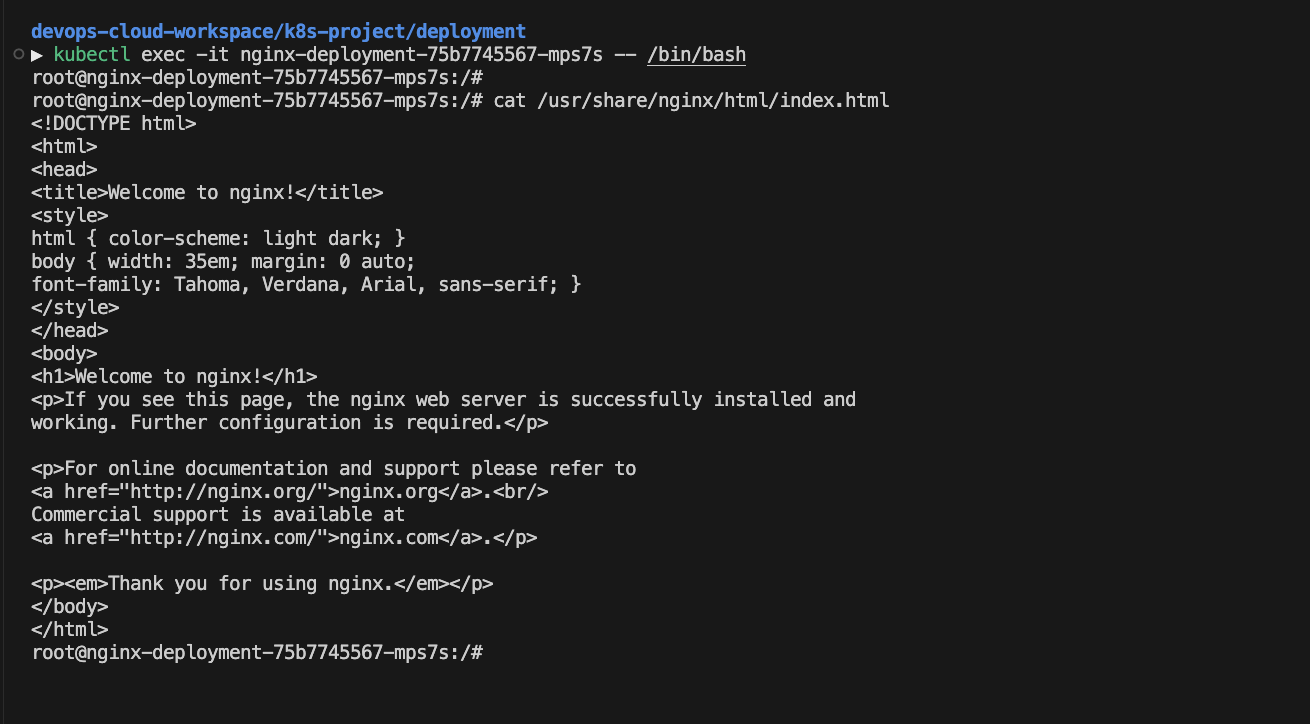 devops-cloud-workspace/k8s-project/deployment
▶ kubectl exec -it nginx-deployment-75b7745567-mps7s -- /bin/bash
root@nginx-deployment-75b7745567-mps7s:/#
root@nginx-deployment-75b7745567-mps7s:/# cat /usr/share/nginx/html/index.html
<!DOCTYPE html>
<html>
<head>
<title>Welcome to nginx!</title>
<style>
html { color-scheme: light dark; }
body { width: 35em; margin: 0 auto;
font-family: Tahoma, Verdana, Arial, sans-serif; }
</style>
</head>
<body>
<h1>Welcome to nginx!</h1>
<p>If you see this page, the nginx web server is successfully installed and
working. Further configuration is required.</p>

<p>For online documentation and support please refer to
<a href="http://nginx.org/">nginx.org</a>.<br/>
Commercial support is available at
<a href="http://nginx.com/">nginx.com</a>.</p>

<p><em>Thank you for using nginx.</em></p>
</body>
</html>
root@nginx-deployment-75b7745567-mps7s:/#